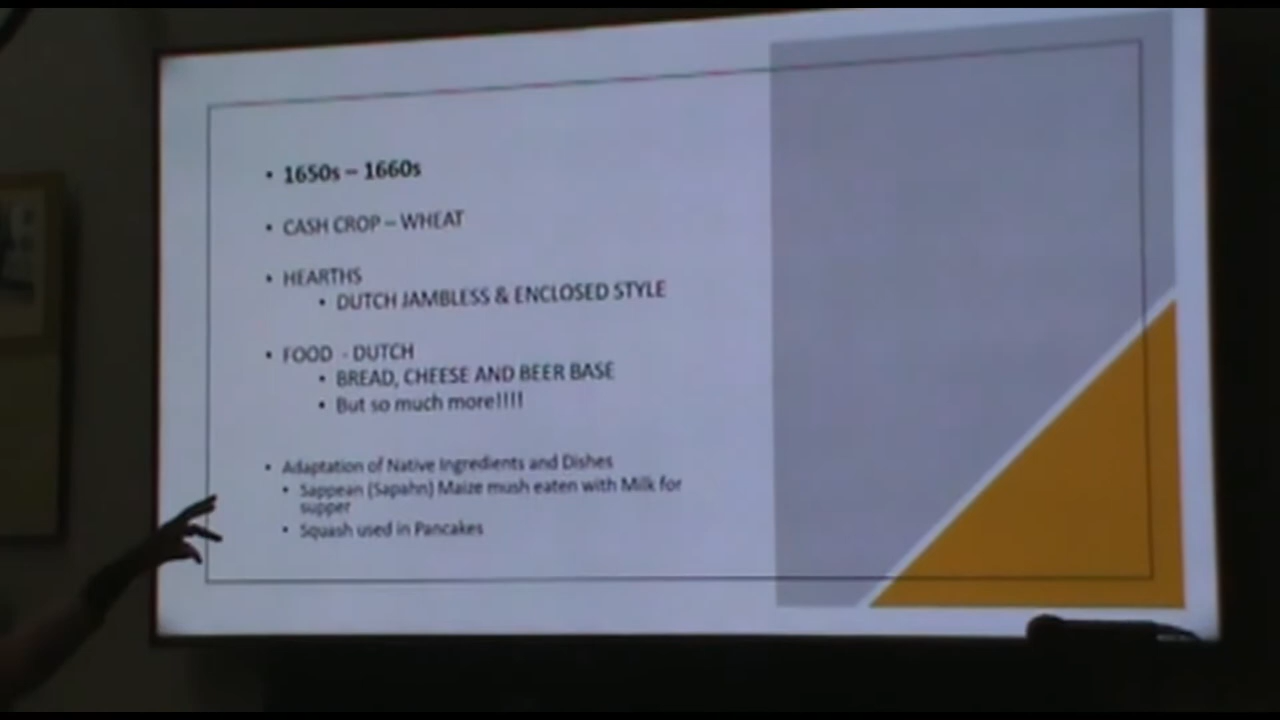 • 1650s – 1660s
• CASH CROP – WHEAT
• HEARTHS
• DUTCH JAMBLESS & ENCLOSED STYLE
• FOOD - DUTCH
• BREAD, CHEESE AND BEER BASE
• But so much more!!!!
• Adaptation of Native Ingredients and Dishes
• Sappean (Sapahn) Maize mush eaten with Milk for
supper
• Squash used in Pancakes